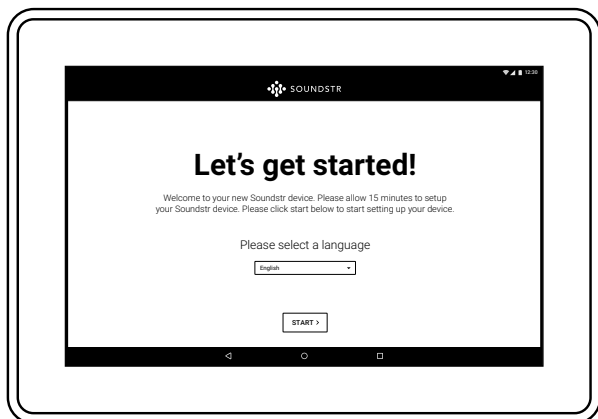 12:30
SOUNDSTR
Let's get started!
Welcome to your new Soundstr device. Please allow 15 minutes to setup
your Soundstr device. Please click start below to start setting up your device.
Please select a language
English
START >